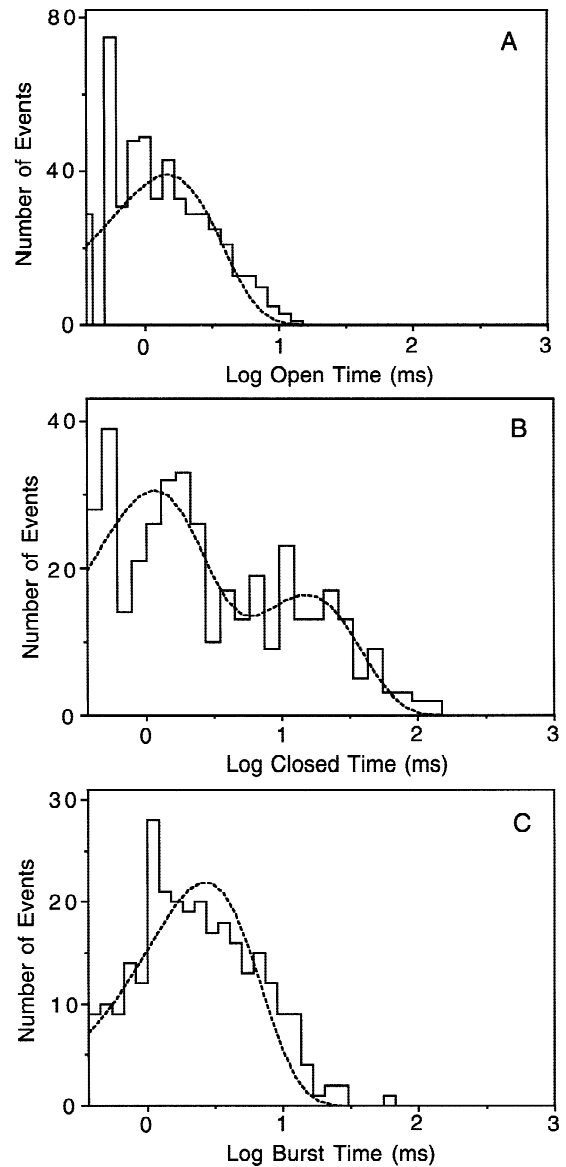 80
A
Number of Events
40
0
0 1 2 3
Log Open Time (ms)
40
B
Number of Events
20
0
0 1 2 3
Log Closed Time (ms)
30
C
Number of Events
20
10
0
0 1 2 3
Log Burst Time (ms)